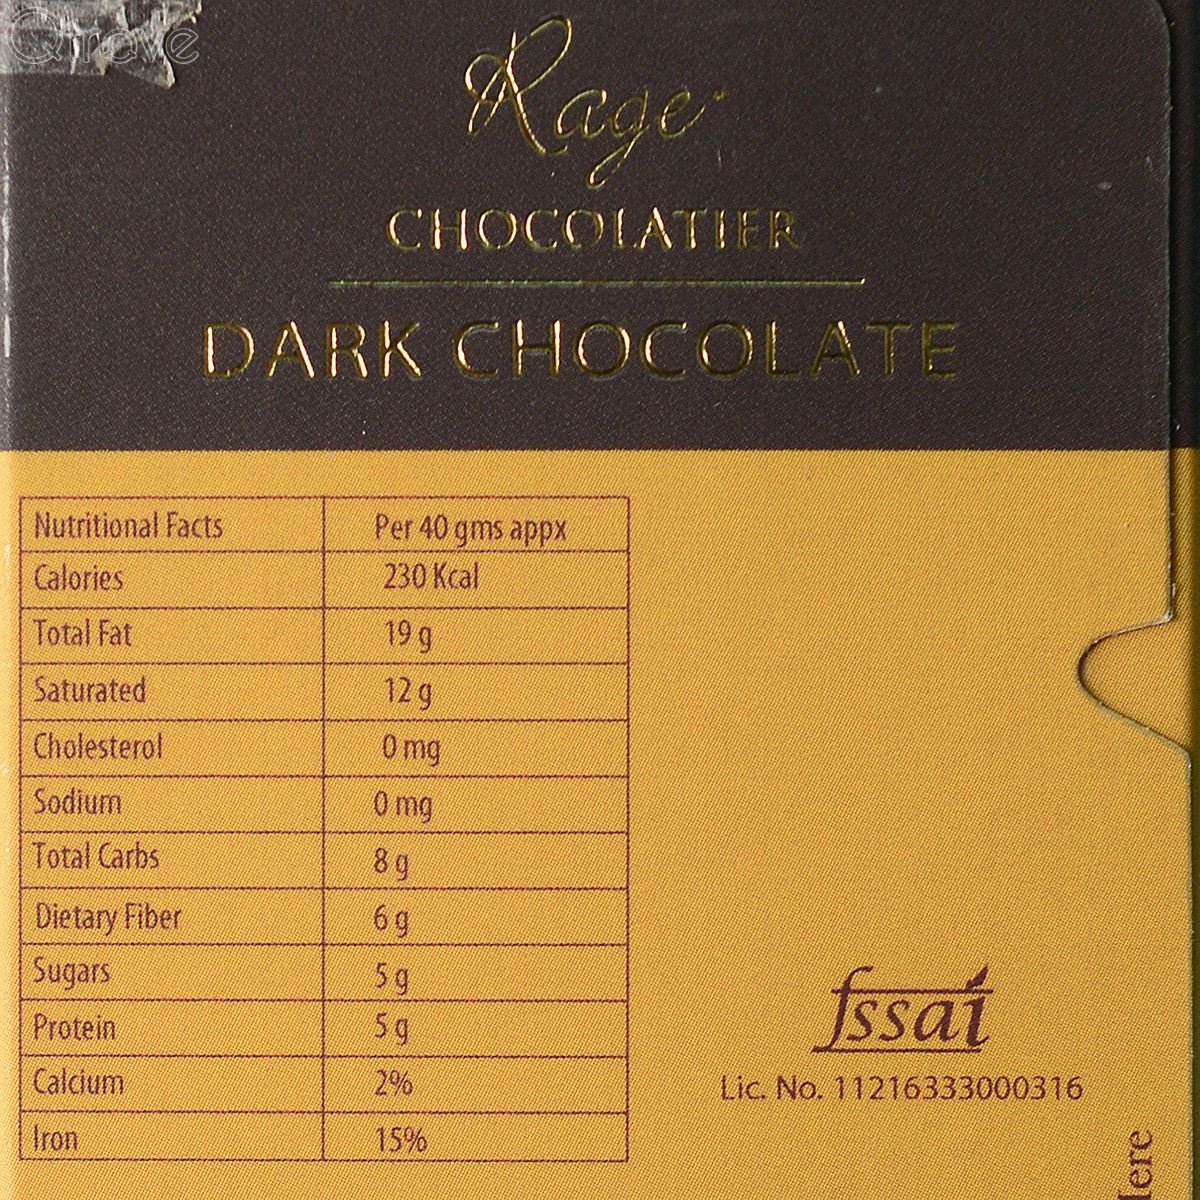 Qtrove
Rage
CHOCOLATIER
DARK CHOCOLATE
Nutritional Facts Per 40 gms appx
Calories 230 Kcal
Total Fat 19 g
Saturated 12 g
Cholesterol 0 mg
Sodium 0 mg
Total Carbs 8 g
Dietary Fiber 6 g
Sugars 5 g
Protein 5 g
Calcium 2%
Iron 15%
fssai
Lic. No. 11216333000316